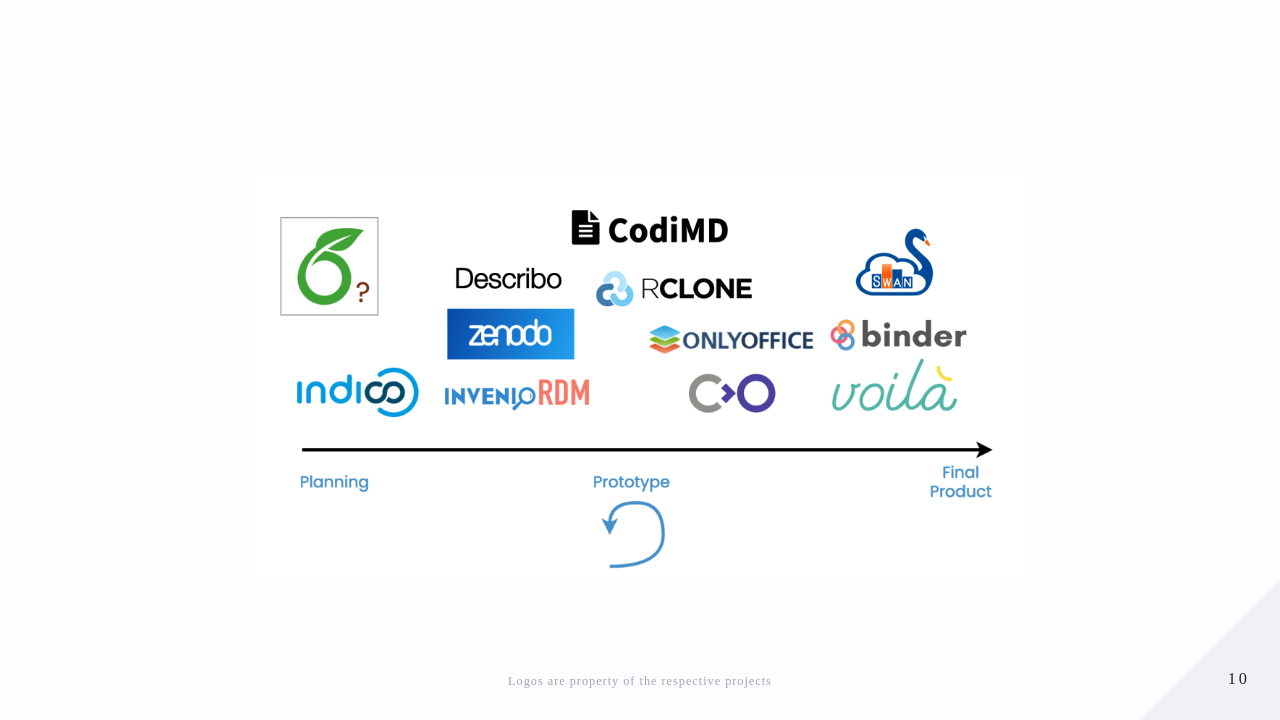 CodiMD
?
Describo
RCLONE
SWAN
zenodo
ONLYOFFICE
binder
indico
INVENIORDM
voilà
Planning
Prototype
Final
Product
Logos are property of the respective projects
10